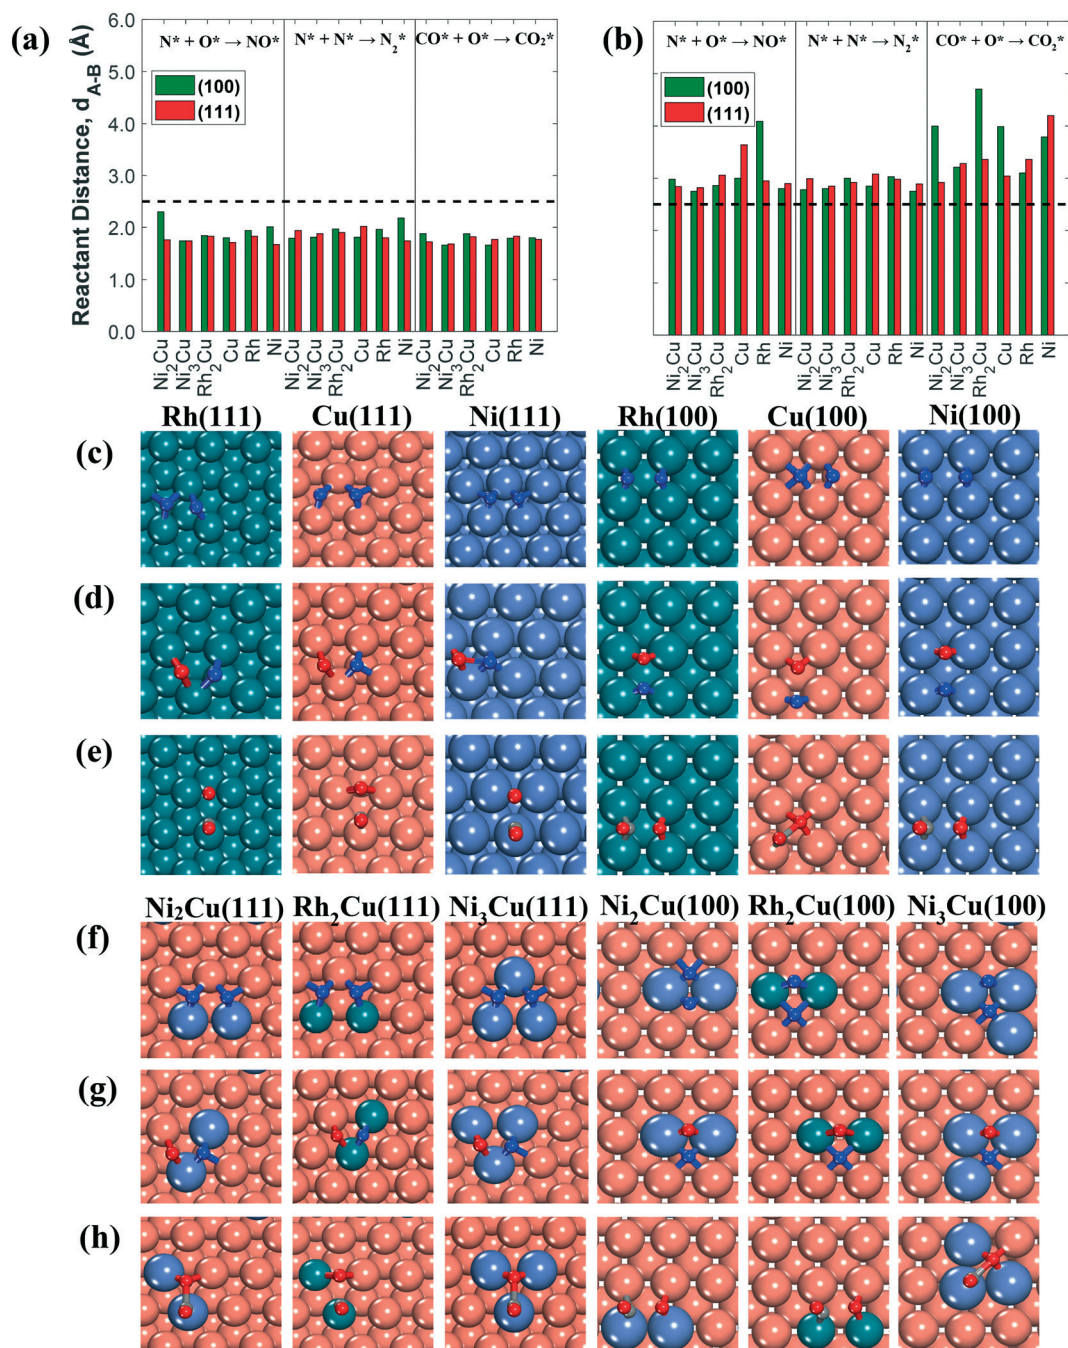 (a)
Reactant Distance, d_A-B (Å)
6.0
5.0
4.0
3.0
2.0
1.0
0.0
N* + O* → NO*
N* + N* → N₂*
CO* + O* → CO₂*
(100)
(111)
Ni₂Cu
Ni₃Cu
Rh₂Cu
Cu
Rh
Ni
Ni₂Cu
Ni₃Cu
Rh₂Cu
Cu
Rh
Ni
Ni₂Cu
Ni₃Cu
Rh₂Cu
Cu
Rh
Ni
(b)
N* + O* → NO*
N* + N* → N₂*
CO* + O* → CO₂*
(100)
(111)
Ni₂Cu
Ni₃Cu
Rh₂Cu
Cu
Rh
Ni
Ni₂Cu
Ni₃Cu
Rh₂Cu
Cu
Rh
Ni
Ni₂Cu
Ni₃Cu
Rh₂Cu
Cu
Rh
Ni
Rh(111) Cu(111) Ni(111) Rh(100) Cu(100) Ni(100)
(c)
(d)
(e)
Ni₂Cu(111) Rh₂Cu(111) Ni₃Cu(111) Ni₂Cu(100) Rh₂Cu(100) Ni₃Cu(100)
(f)
(g)
(h)